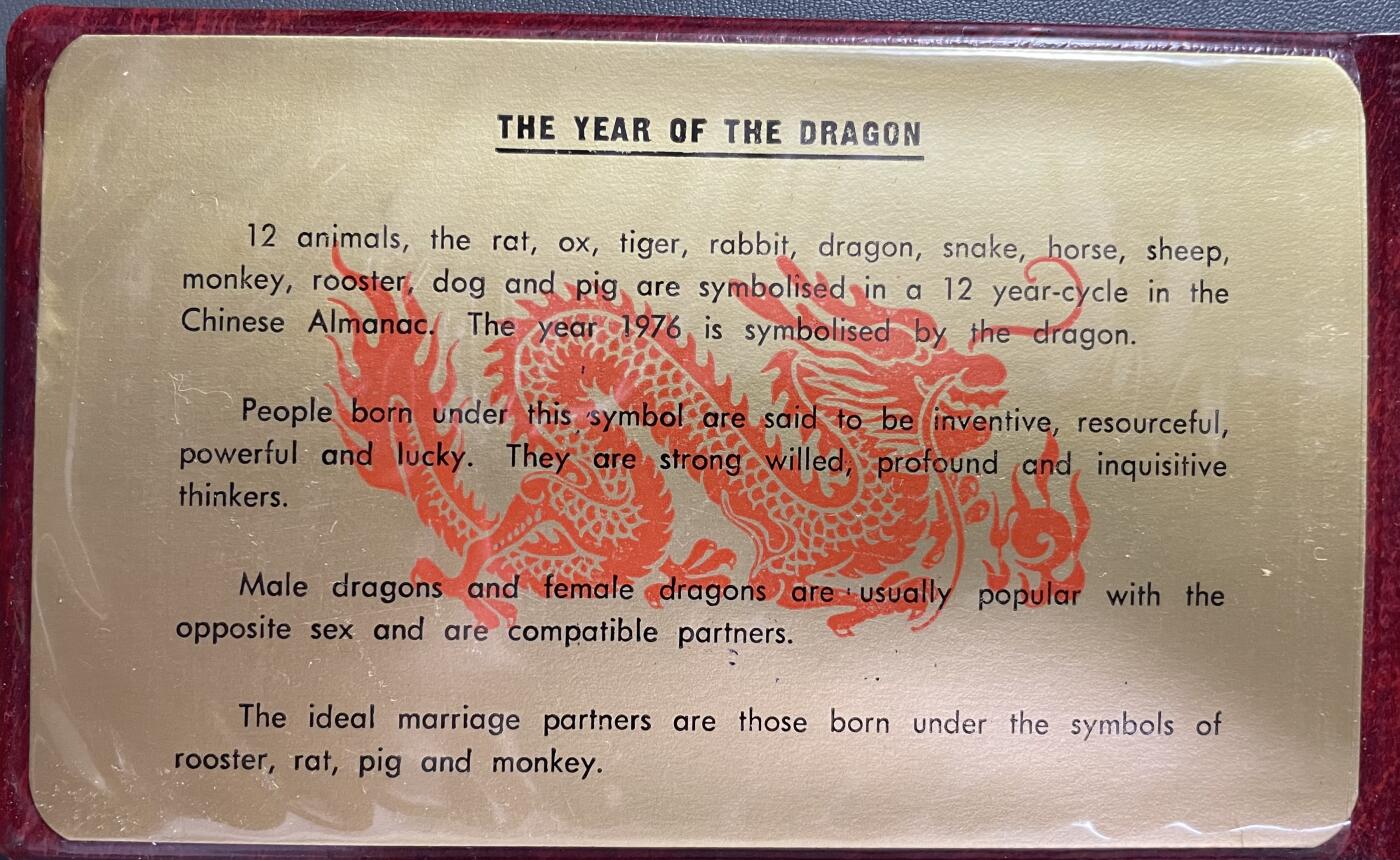 THE YEAR OF THE DRAGON
12 animals, the rat, ox, tiger, rabbit, dragon, snake, horse, sheep,
monkey, rooster, dog and pig are symbolised in a 12 year-cycle in the
Chinese Almanac. The year 1976 is symbolised by the dragon.
People born under this symbol are said to be inventive, resourceful,
powerful and lucky. They are strong willed, profound and inquisitive
thinkers.
Male dragons and female dragons are usually popular with the
opposite sex and are compatible partners.
The ideal marriage partners are those born under the symbols of
rooster, rat, pig and monkey.